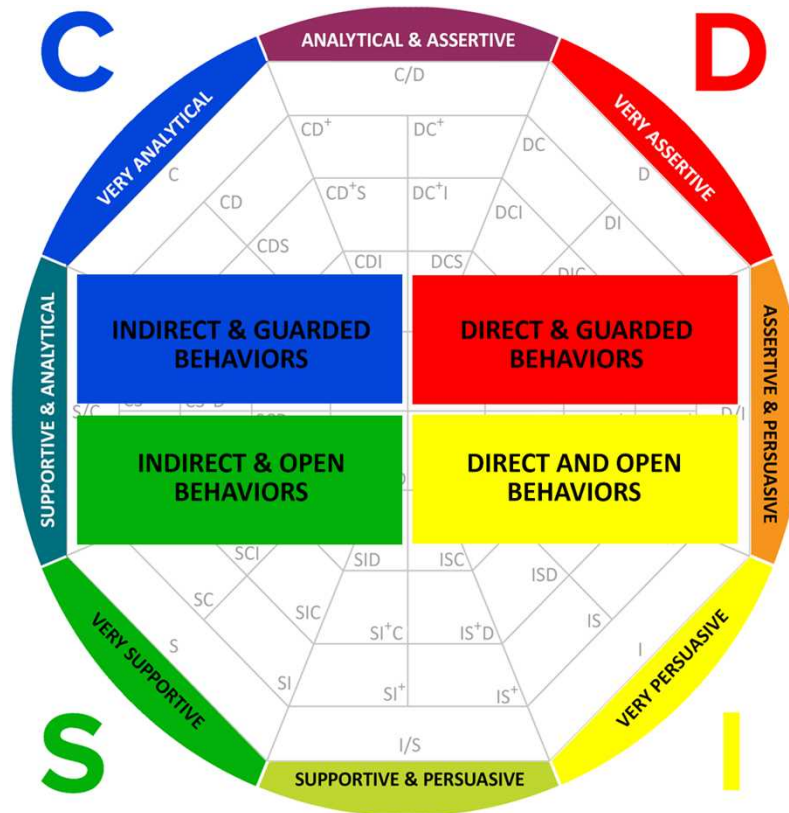 C
ANALYTICAL & ASSERTIVE
D
C/D
VERY ANALYTICAL
VERY ASSERTIVE
CD+
DC+
DC
C
D
CD
CD+S
DC+I
DCI
DI
CDS
CDI
DCS
DIC
INDIRECT & GUARDED
BEHAVIORS
DIRECT & GUARDED
BEHAVIORS
SUPPORTIVE & ANALYTICAL
ASSERTIVE & PERSUASIVE
S/C
D/I
INDIRECT & OPEN
BEHAVIORS
DIRECT AND OPEN
BEHAVIORS
SCI
SID
ISC
ISD
SC
SIC
SI+C
IS+D
IS
S
I
SI
SI+
IS+
VERY SUPPORTIVE
VERY PERSUASIVE
I/S
S
SUPPORTIVE & PERSUASIVE
I